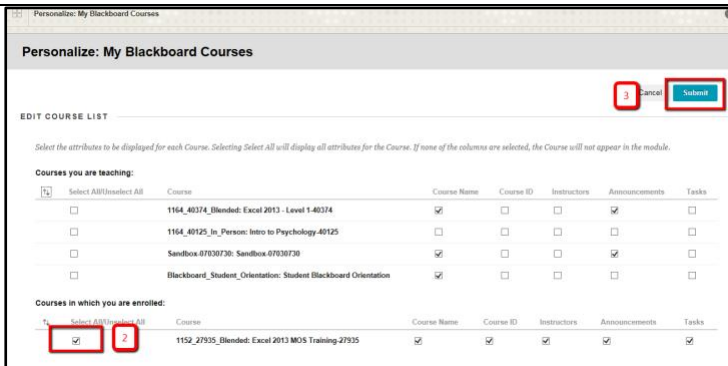 Personalize: My Blackboard Courses
Personalize: My Blackboard Courses
3 Cancel Submit
EDIT COURSE LIST
Select the attributes to be displayed for each Course. Selecting Select All will display all attributes for the Course. If none of the columns are selected, the Course will not appear in the module.
Courses you are teaching:
Select All/Unselect All Course Course Name Course ID Instructors Announcements Tasks
1164_40374_Blended: Excel 2013 - Level 1-40374
1164_40125_In_Person: Intro to Psychology-40125
Sandbox-07030730: Sandbox-07030730
Blackboard_Student_Orientation: Student Blackboard Orientation
Courses in which you are enrolled:
Select All/Unselect All Course Course Name Course ID Instructors Announcements Tasks
2 1152_27935_Blended: Excel 2013 MOS Training-27935